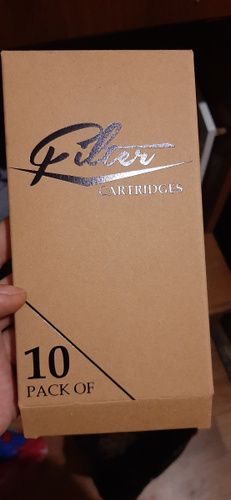 Filter
CARTRIDGES
10
PACK OF